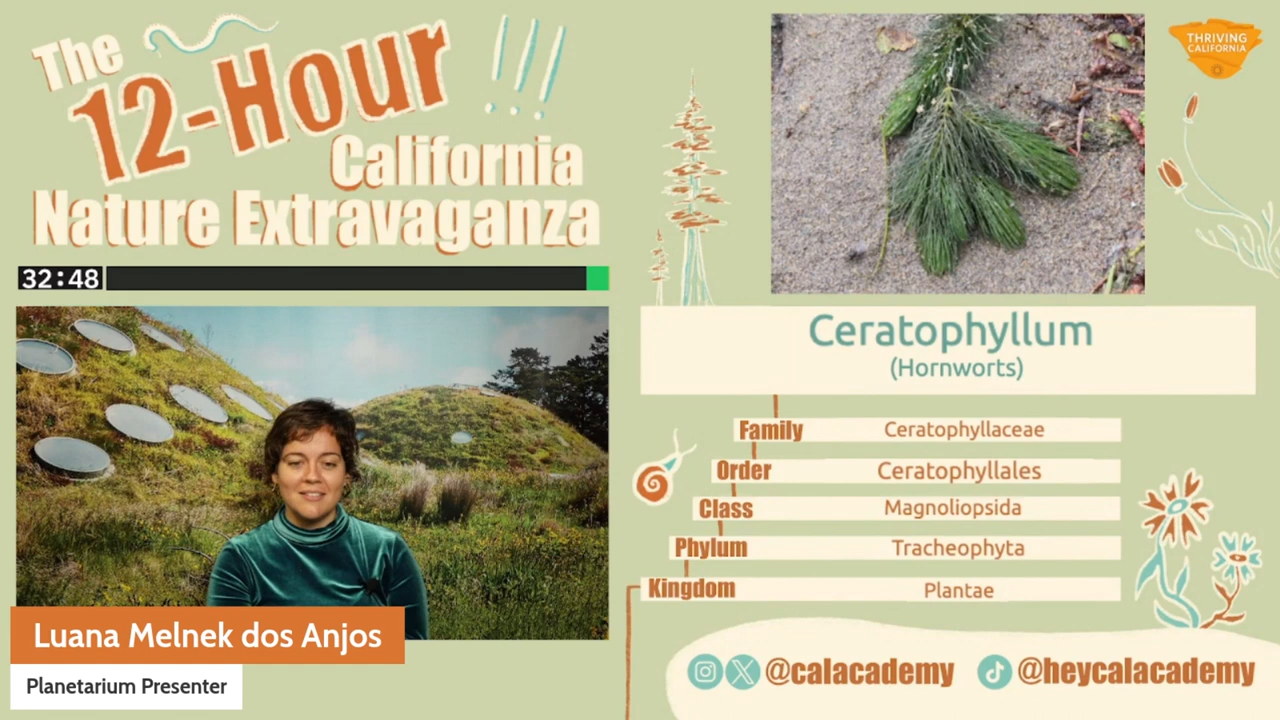 The
12-Hour !!!
California
Nature Extravaganza
32:48
Luana Melnek dos Anjos
Planetarium Presenter
THRIVING
CALIFORNIA
Ceratophyllum
(Hornworts)
Family Ceratophyllaceae
Order Ceratophyllales
Class Magnoliopsida
Phylum Tracheophyta
Kingdom Plantae
@calacademy @heycalacademy